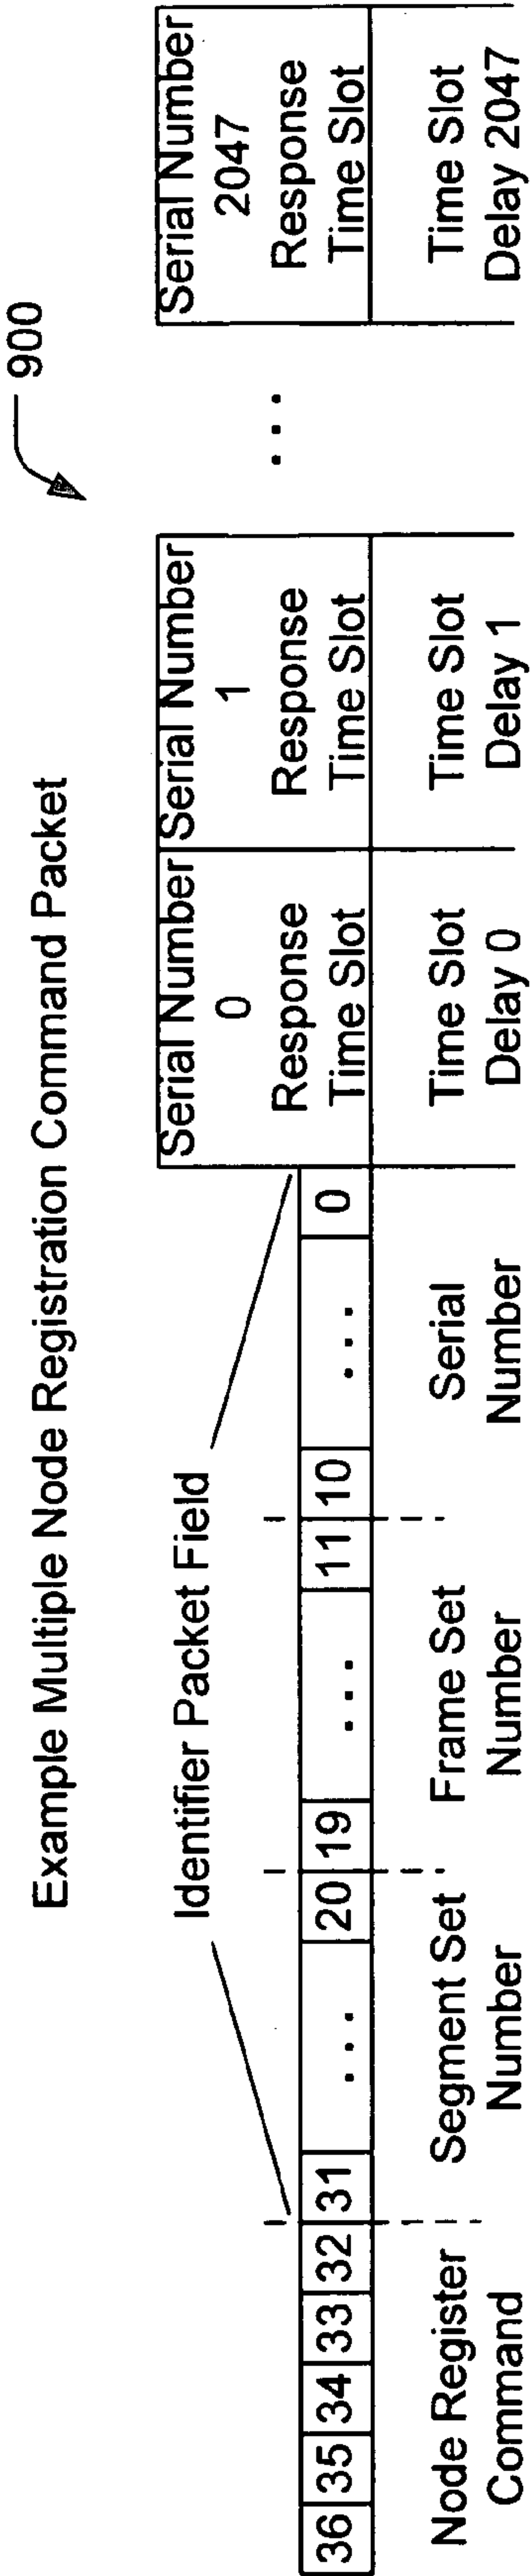 Example Multiple Node Registration Command Packet
900
Identifier Packet Field
36 35 34 33 32 31 ... 20 19 ... 11 10 ... 0
Node Register
Command
Segment Set
Number
Frame Set
Number
Serial
Number
Serial Number
0
Response
Time Slot
Time Slot
Delay 0
Serial Number
1
Response
Time Slot
Time Slot
Delay 1
...
Serial Number
2047
Response
Time Slot
Time Slot
Delay 2047